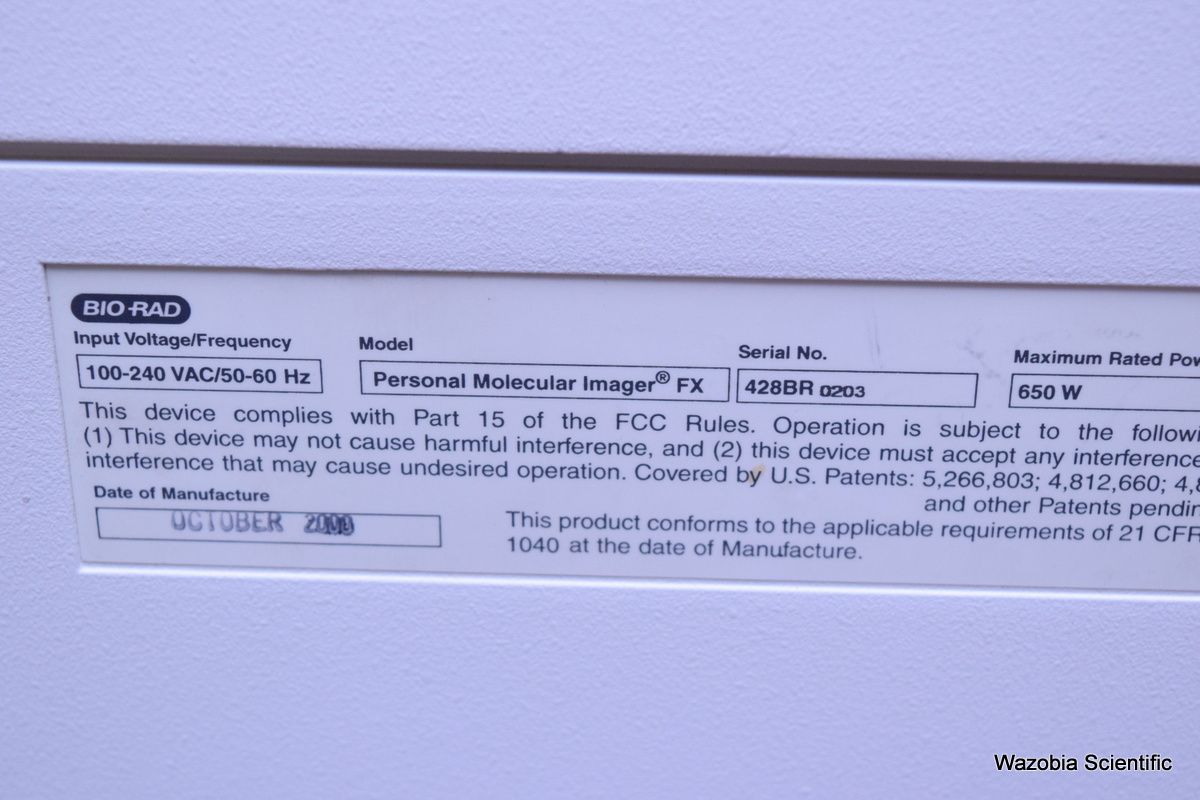 BIO-RAD
Input Voltage/Frequency
100-240 VAC/50-60 Hz
Model
Personal Molecular Imager® FX
Serial No.
428BR 0203
Maximum Rated Pow
650 W
This device complies with Part 15 of the FCC Rules. Operation is subject to the followi
(1) This device may not cause harmful interference, and (2) this device must accept any interference
interference that may cause undesired operation. Covered by U.S. Patents: 5,266,803; 4,812,660; 4,8
and other Patents pendin
Date of Manufacture
OCTOBER 2000
This product conforms to the applicable requirements of 21 CFR
1040 at the date of Manufacture.
Wazobia Scientific